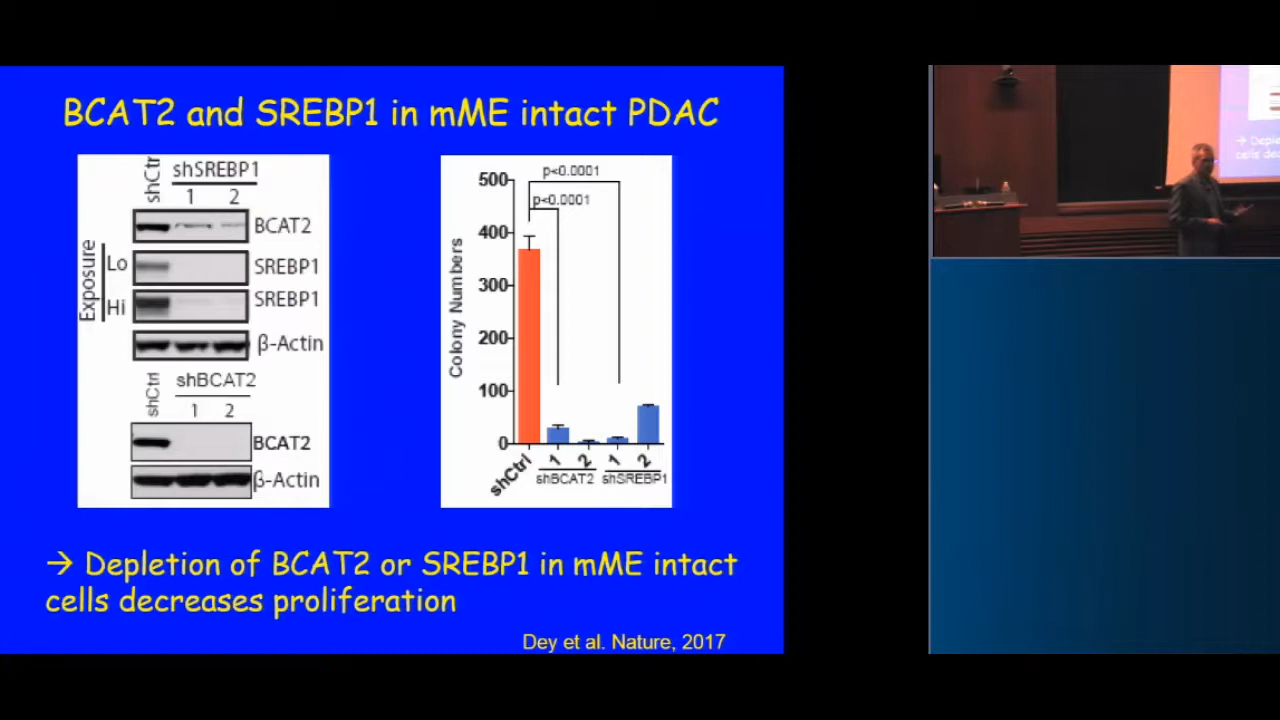 BCAT2 and SREBP1 in mME intact PDAC
shCtr
shSREBP1
1 2
BCAT2
Exposure
Lo
SREBP1
Hi
SREBP1
β-Actin
shCtrl
shBCAT2
1 2
BCAT2
β-Actin
p<0.0001
p<0.0001
Colony Numbers
500
400
300
200
100
0
shCtrl
1 2 1 2
shBCAT2 shSREBP1
→ Depletion of BCAT2 or SREBP1 in mME intact
cells decreases proliferation
Dey et al. Nature, 2017